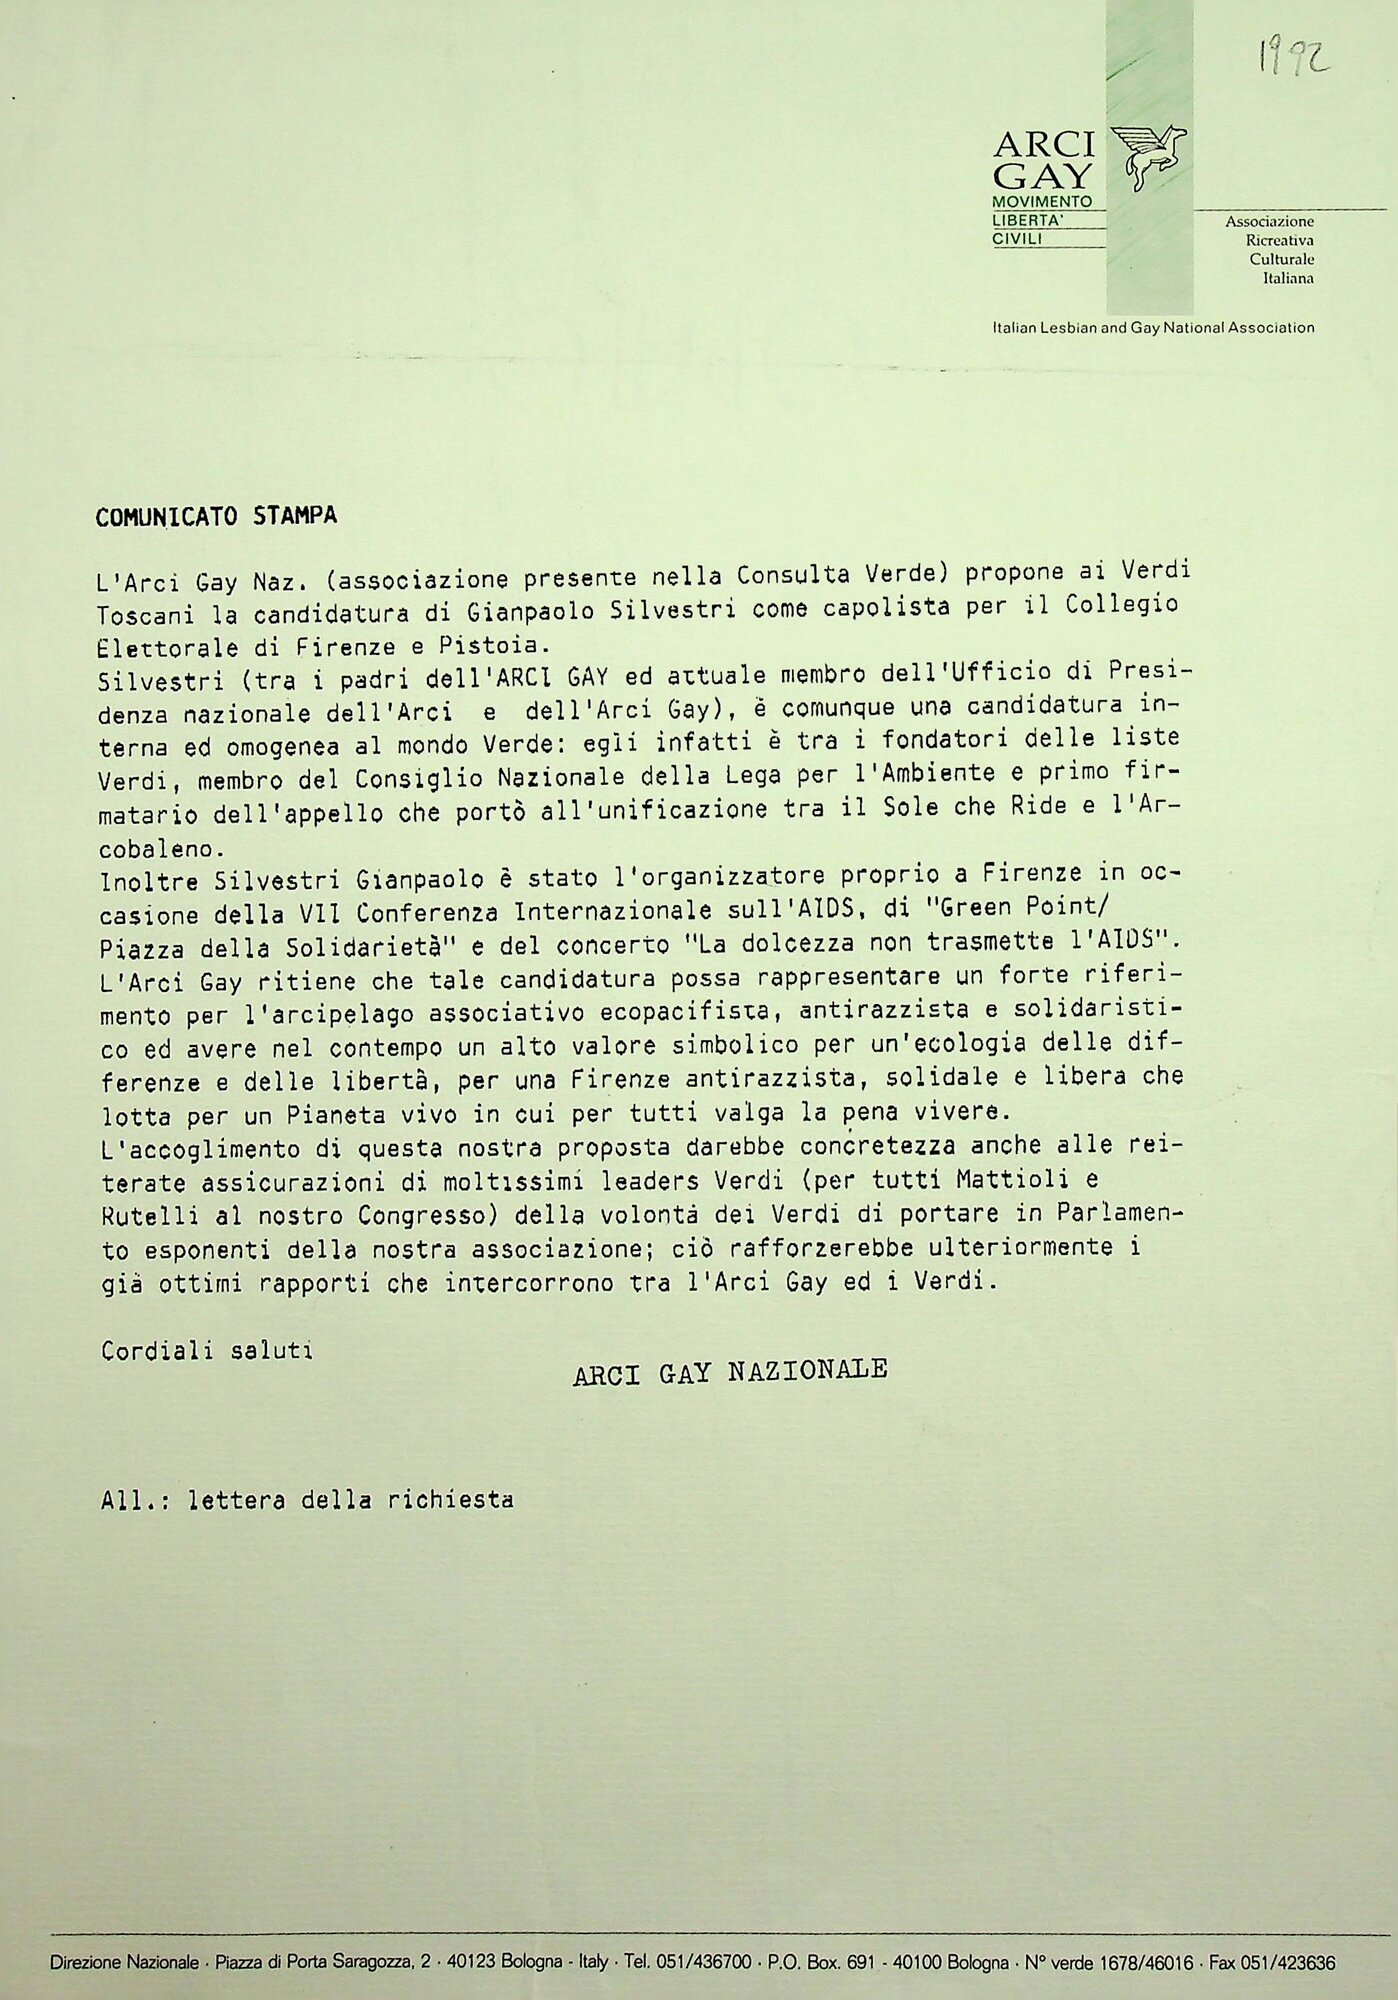 1992
ARCI
GAY
MOVIMENTO
LIBERTA'
CIVILI
Associazione
Ricreativa
Culturale
Italiana
Italian Lesbian and Gay National Association
COMUNICATO STAMPA
L'Arci Gay Naz. (associazione presente nella Consulta Verde) propone ai Verdi
Toscani la candidatura di Gianpaolo Silvestri come capolista per il Collegio
Elettorale di Firenze e Pistoia.
Silvestri (tra i padri dell'ARCI GAY ed attuale membro dell'Ufficio di Presi-
denza nazionale dell'Arci e dell'Arci Gay), è comunque una candidatura in-
terna ed omogenea al mondo Verde: egli infatti è tra i fondatori delle liste
Verdi, membro del Consiglio Nazionale della Lega per l'Ambiente e primo fir-
matario dell'appello che portò all'unificazione tra il Sole che Ride e l'Ar-
cobaleno.
Inoltre Silvestri Gianpaolo è stato l'organizzatore proprio a Firenze in oc-
casione della VII Conferenza Internazionale sull'AIDS, di "Green Point/
Piazza della Solidarietà" e del concerto "La dolcezza non trasmette l'AIDS".
L'Arci Gay ritiene che tale candidatura possa rappresentare un forte riferi-
mento per l'arcipelago associativo ecopacifista, antirazzista e solidaristi-
co ed avere nel contempo un alto valore simbolico per un'ecologia delle dif-
ferenze e delle libertà, per una Firenze antirazzista, solidale e libera che
lotta per un Pianeta vivo in cui per tutti valga la pena vivere.
L'accoglimento di questa nostra proposta darebbe concretezza anche alle rei-
terate assicurazioni di moltissimi leaders Verdi (per tutti Mattioli e
Rutelli al nostro Congresso) della volontà dei Verdi di portare in Parlamen-
to esponenti della nostra associazione; ciò rafforzerebbe ulteriormente i
già ottimi rapporti che intercorrono tra l'Arci Gay ed i Verdi.
Cordiali saluti
ARCI GAY NAZIONALE
All.: lettera della richiesta
Direzione Nazionale · Piazza di Porta Saragozza, 2 · 40123 Bologna - Italy · Tel. 051/436700 · P.O. Box. 691 - 40100 Bologna · N° verde 1678/46016 · Fax 051/423636